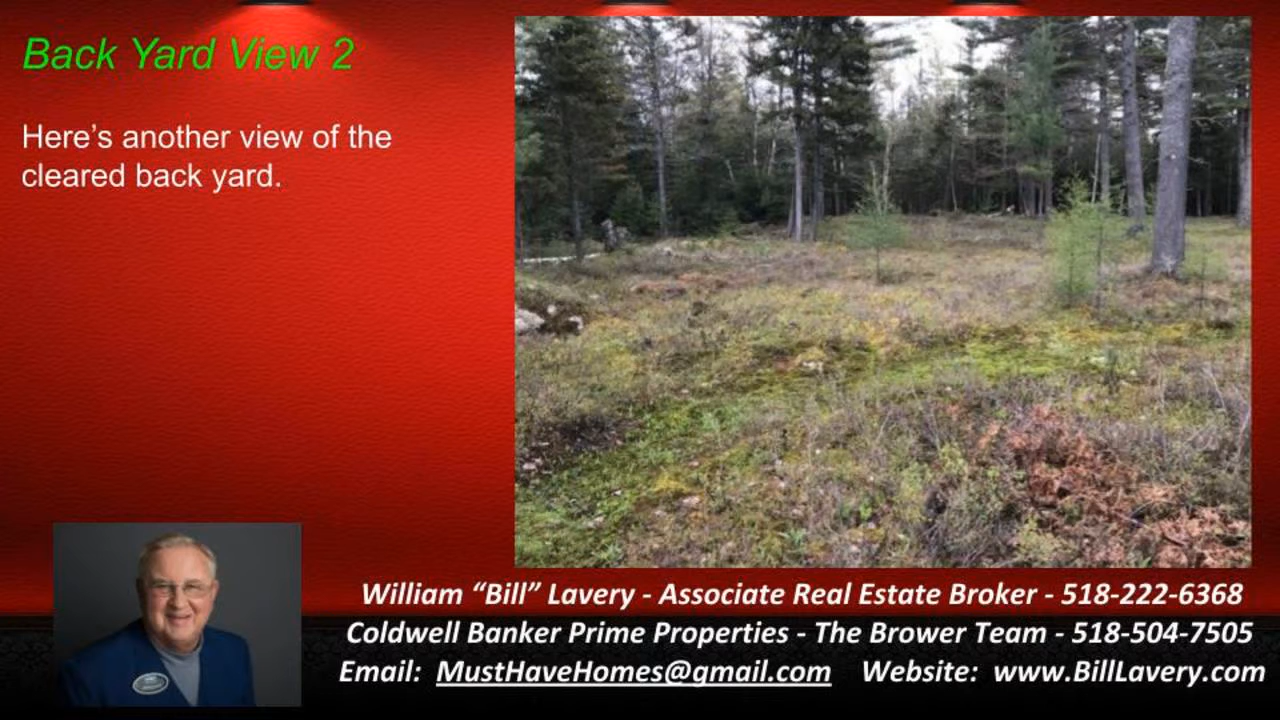 Back Yard View 2
Here’s another view of the
cleared back yard.
William “Bill” Lavery - Associate Real Estate Broker - 518-222-6368
Coldwell Banker Prime Properties - The Brower Team - 518-504-7505
Email:  MustHaveHomes@gmail.com    Website:  www.BillLavery.com